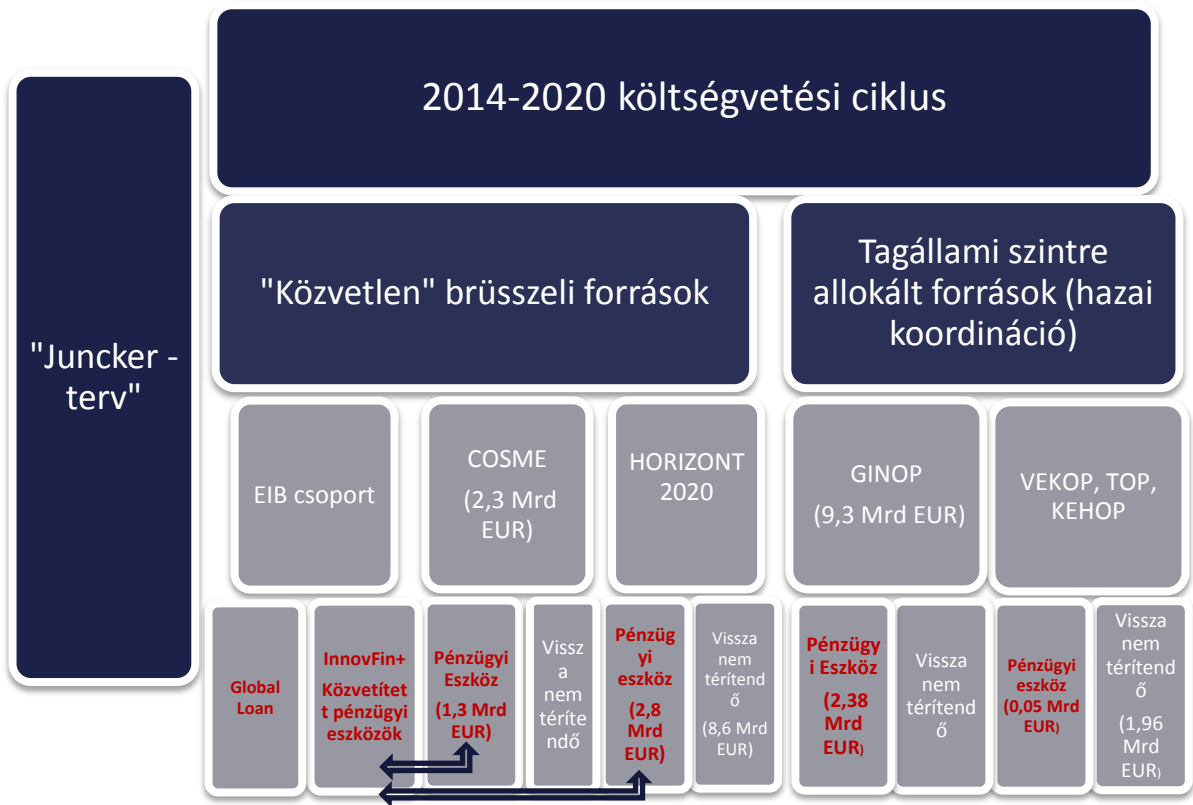 2014-2020 költségvetési ciklus
"Juncker -
terv"
"Közvetlen" brüsszeli források
Tagállami szintre
allokált források (hazai
koordináció)
EIB csoport
COSME
(2,3 Mrd
EUR)
HORIZONT
2020
GINOP
(9,3 Mrd EUR)
VEKOP, TOP,
KEHOP
Global
Loan
InnovFin+
Közvetítet
t pénzügyi
eszközök
Pénzügyi
Eszköz
(1,3 Mrd
EUR)
Vissz
a
nem
téríte
ndő
Pénzüg
yi
eszköz
(2,8
Mrd
EUR)
Vissza
nem
térítend
ő
(8,6 Mrd EUR)
Pénzügy
i Eszköz
(2,38
Mrd
EUR)
Vissza
nem
térítend
ő
Pénzügyi
eszköz
(0,05 Mrd
EUR)
Vissza
nem
térítend
ő
(1,96
Mrd
EUR)